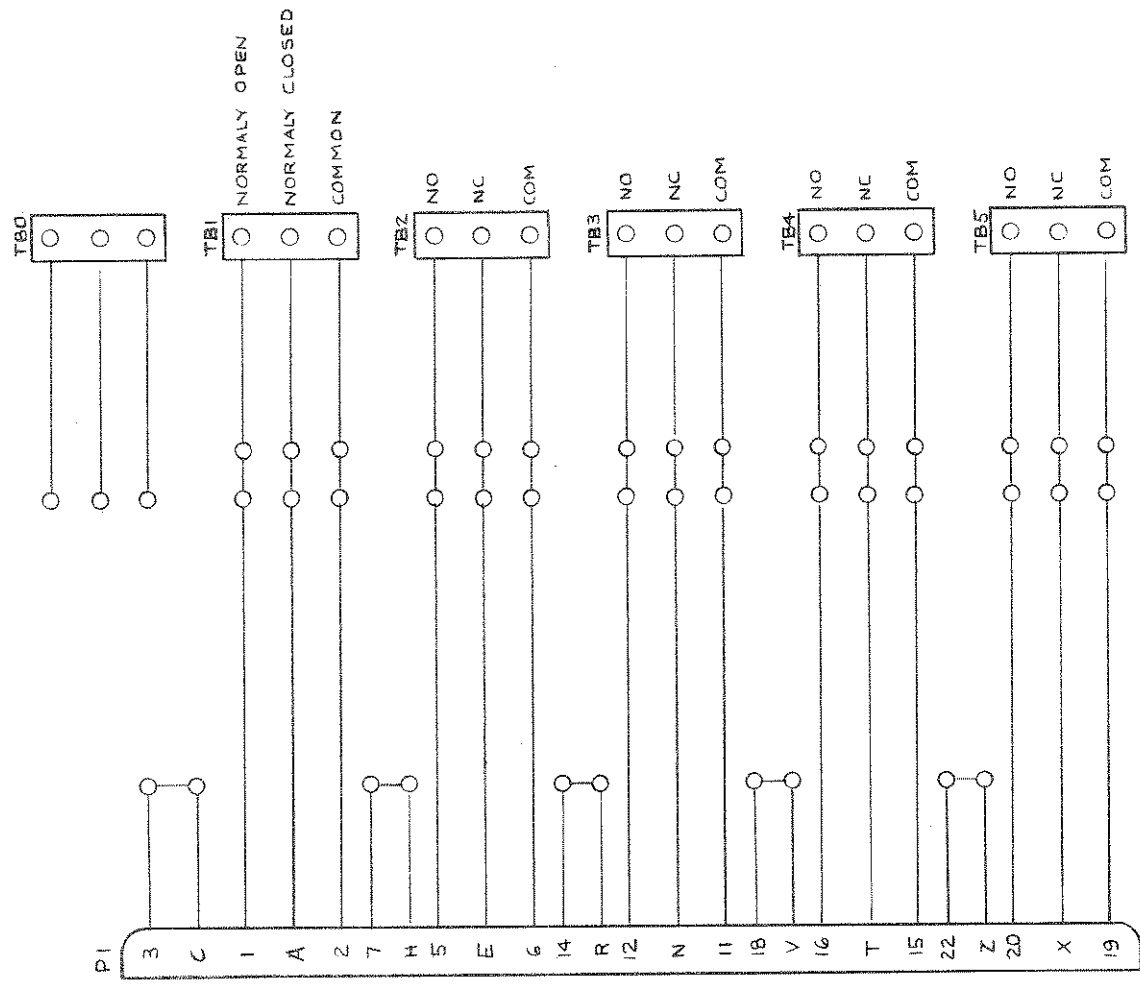 TB0
TB1
NORMALY OPEN
NORMALY CLOSED
COMMON
TB2
NO
NC
COM
TB3
NO
NC
COM
TB4
NO
NC
COM
TB5
NO
NC
COM
P1
3
C
1
A
2
7
H
5
E
6
14
R
12
N
11
18
V
16
T
15
22
Z
20
X
19